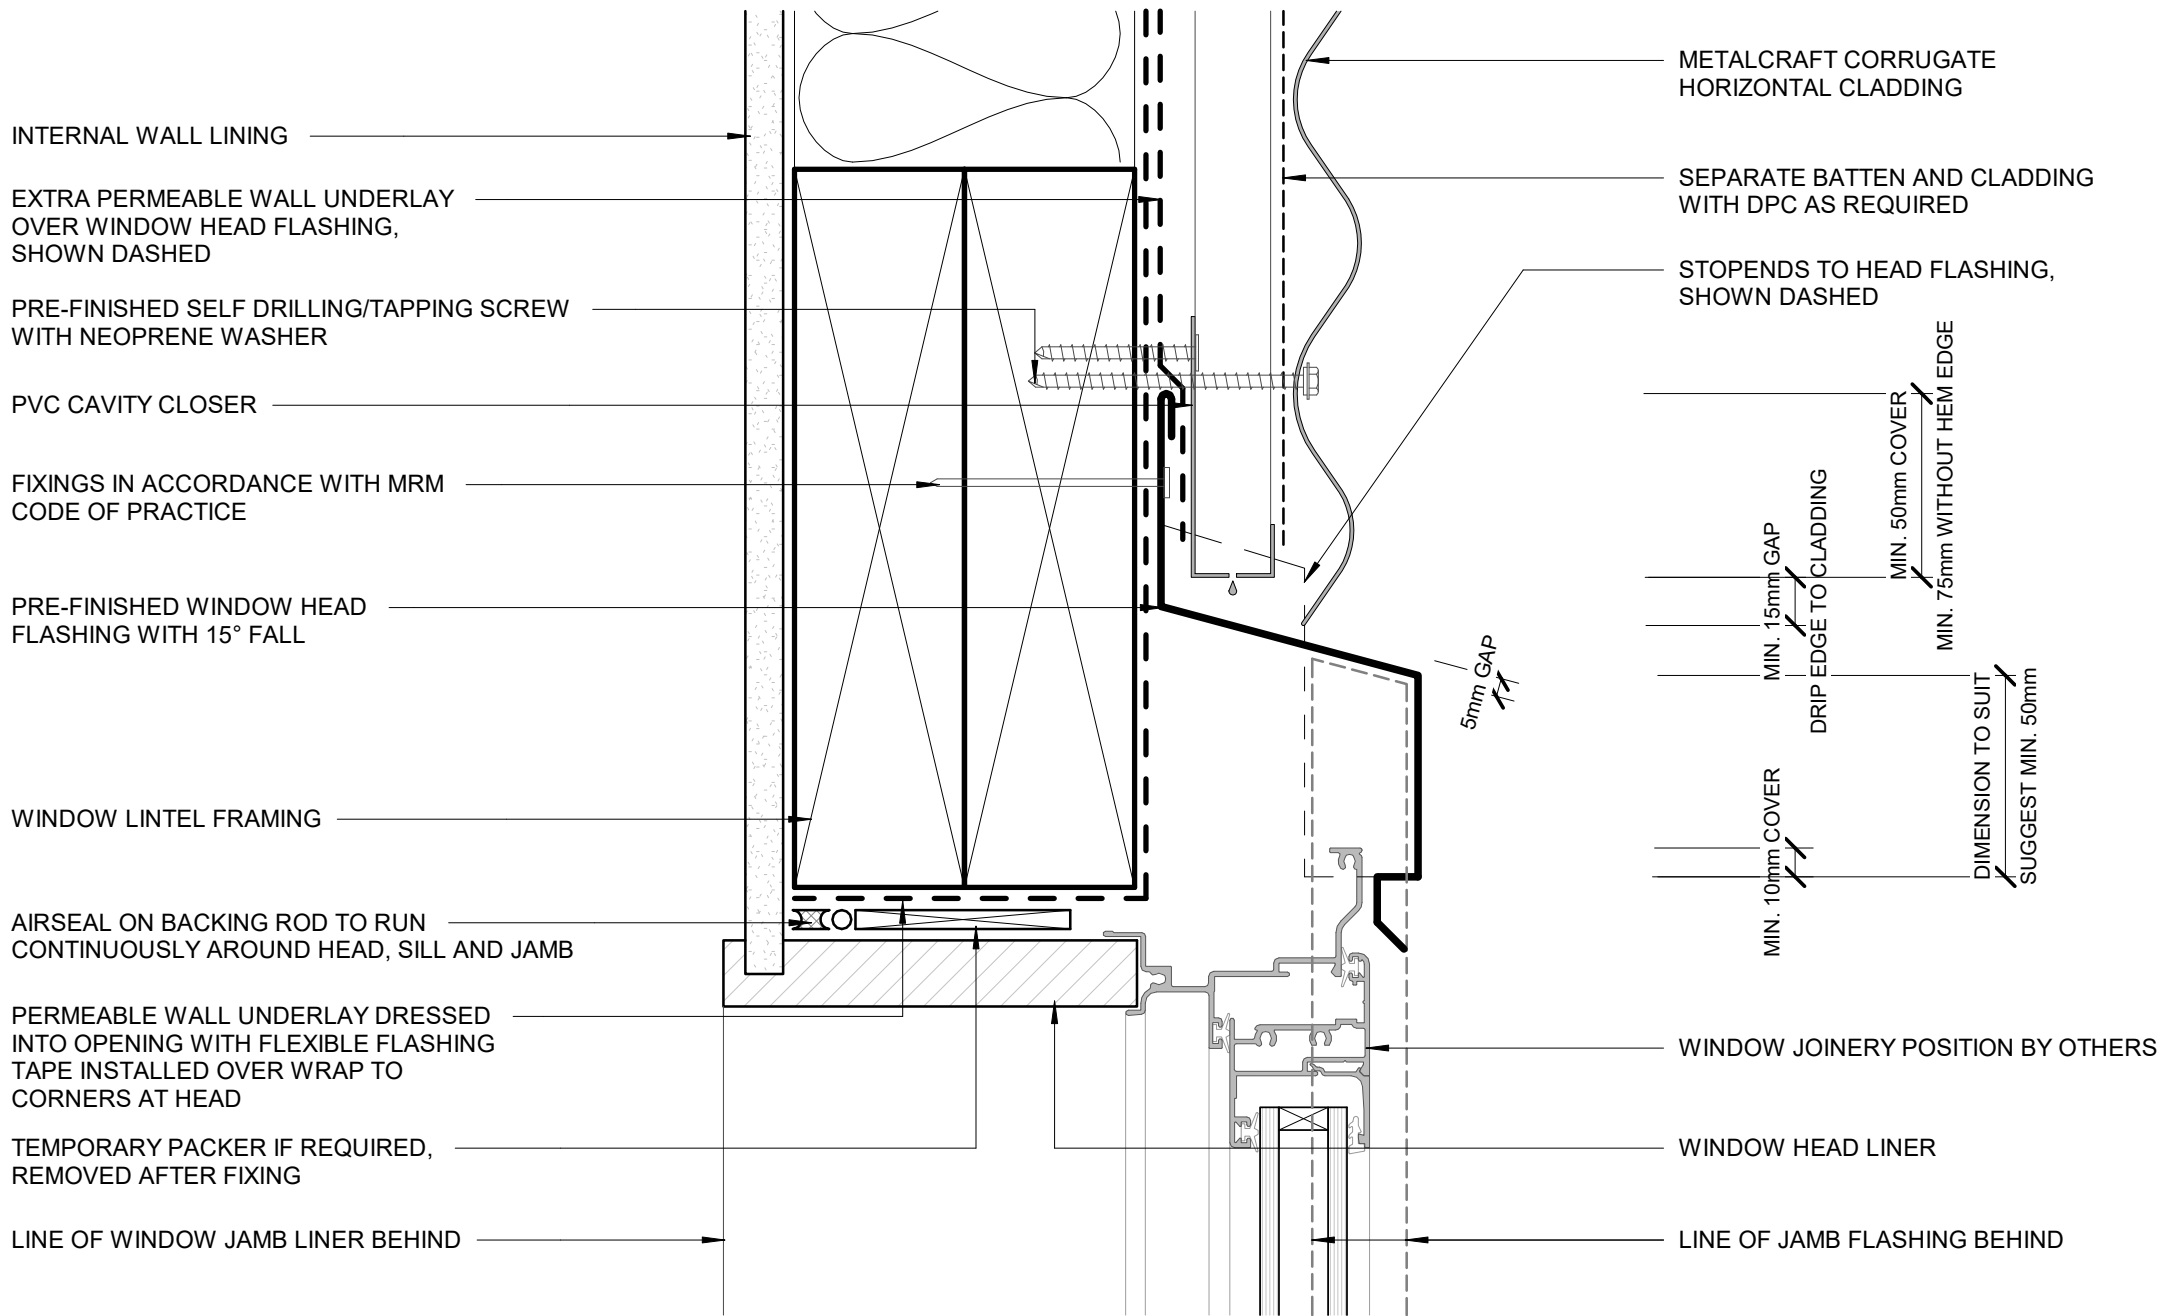 INTERNAL WALL LINING
EXTRA PERMEABLE WALL UNDERLAY
OVER WINDOW HEAD FLASHING,
SHOWN DASHED
PRE-FINISHED SELF DRILLING/TAPPING SCREW
WITH NEOPRENE WASHER
PVC CAVITY CLOSER
FIXINGS IN ACCORDANCE WITH MRM
CODE OF PRACTICE
PRE-FINISHED WINDOW HEAD
FLASHING WITH 15° FALL
WINDOW LINTEL FRAMING
AIRSEAL ON BACKING ROD TO RUN
CONTINUOUSLY AROUND HEAD, SILL AND JAMB
PERMEABLE WALL UNDERLAY DRESSED
INTO OPENING WITH FLEXIBLE FLASHING
TAPE INSTALLED OVER WRAP TO
CORNERS AT HEAD
TEMPORARY PACKER IF REQUIRED,
REMOVED AFTER FIXING
LINE OF WINDOW JAMB LINER BEHIND
METALCRAFT CORRUGATE
HORIZONTAL CLADDING
SEPARATE BATTEN AND CLADDING
WITH DPC AS REQUIRED
STOPENDS TO HEAD FLASHING,
SHOWN DASHED
MIN. 50mm COVER
MIN. 75mm WITHOUT HEM EDGE
MIN. 15mm GAP
DRIP EDGE TO CLADDING
5mm GAP
DIMENSION TO SUIT
SUGGEST MIN. 50mm
MIN. 10mm COVER
WINDOW JOINERY POSITION BY OTHERS
WINDOW HEAD LINER
LINE OF JAMB FLASHING BEHIND